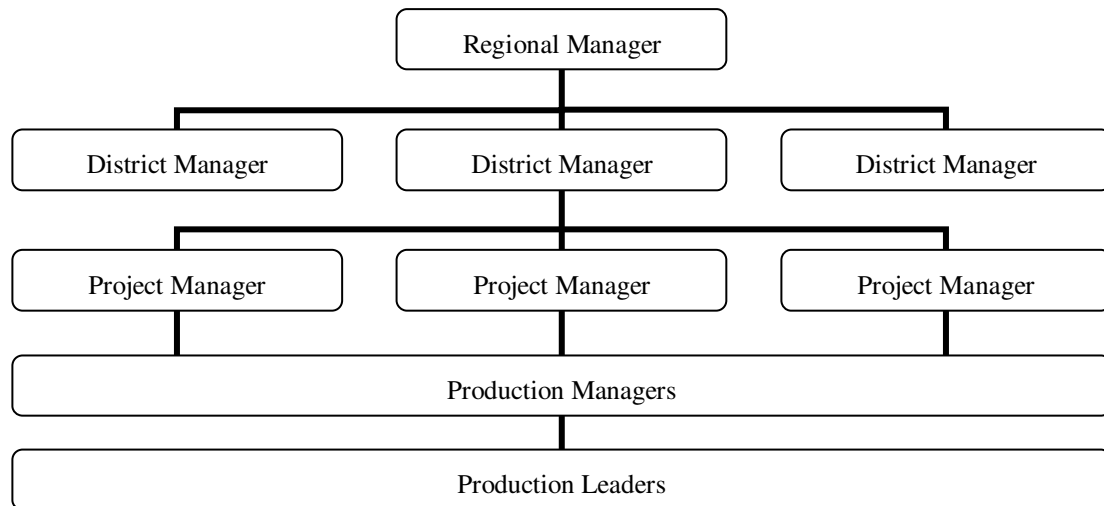 Regional Manager
District Manager
District Manager
District Manager
Project Manager
Project Manager
Project Manager
Production Managers
Production Leaders